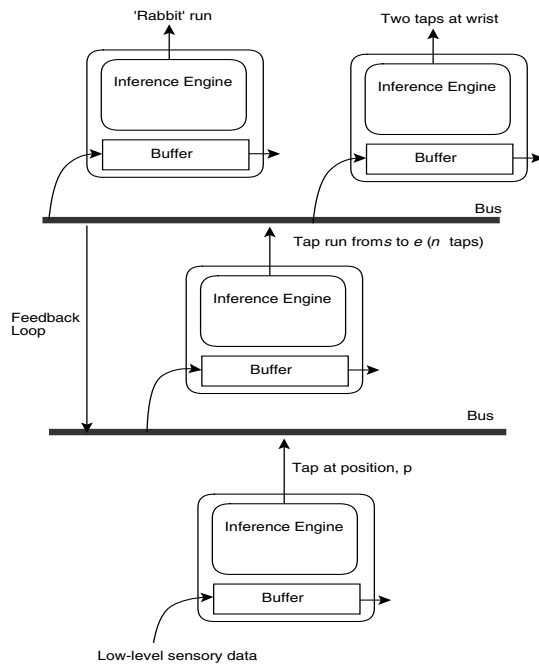 'Rabbit' run
Two taps at wrist
Inference Engine
Inference Engine
Buffer
Buffer
Bus
Tap run froms to e (n taps)
Inference Engine
Feedback
Loop
Buffer
Bus
Tap at position, p
Inference Engine
Buffer
Low-level sensory data